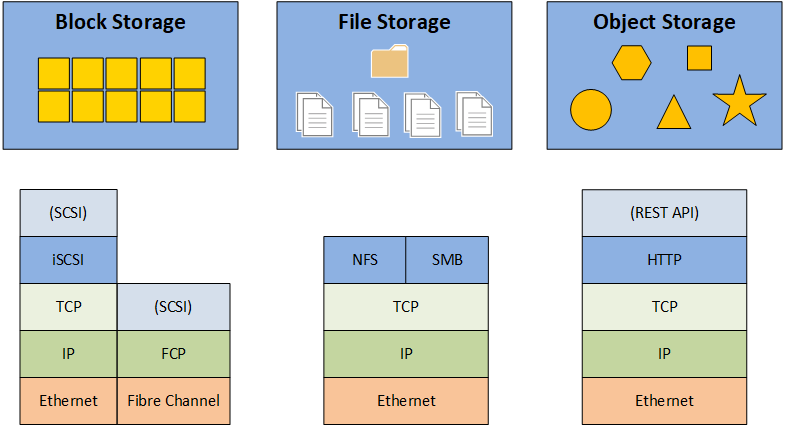 Block Storage
File Storage
Object Storage
(SCSI)
iSCSI
TCP
(SCSI)
IP
FCP
Ethernet
Fibre Channel
NFS
SMB
TCP
IP
Ethernet
(REST API)
HTTP
TCP
IP
Ethernet